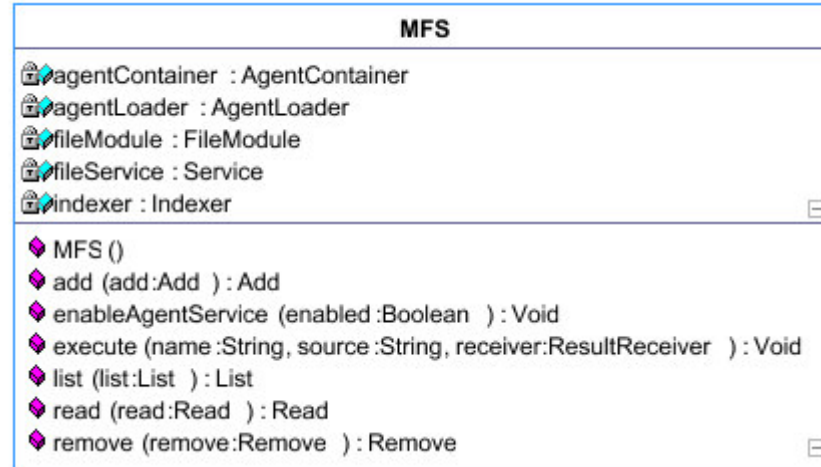 MFS
agentContainer : AgentContainer
agentLoader : AgentLoader
fileModule : FileModule
fileService : Service
indexer : Indexer
MFS ()
add (add:Add ) : Add
enableAgentService (enabled :Boolean ) : Void
execute (name :String, source :String, receiver:ResultReceiver ) : Void
list (list:List ) : List
read (read:Read ) : Read
remove (remove:Remove ) : Remove